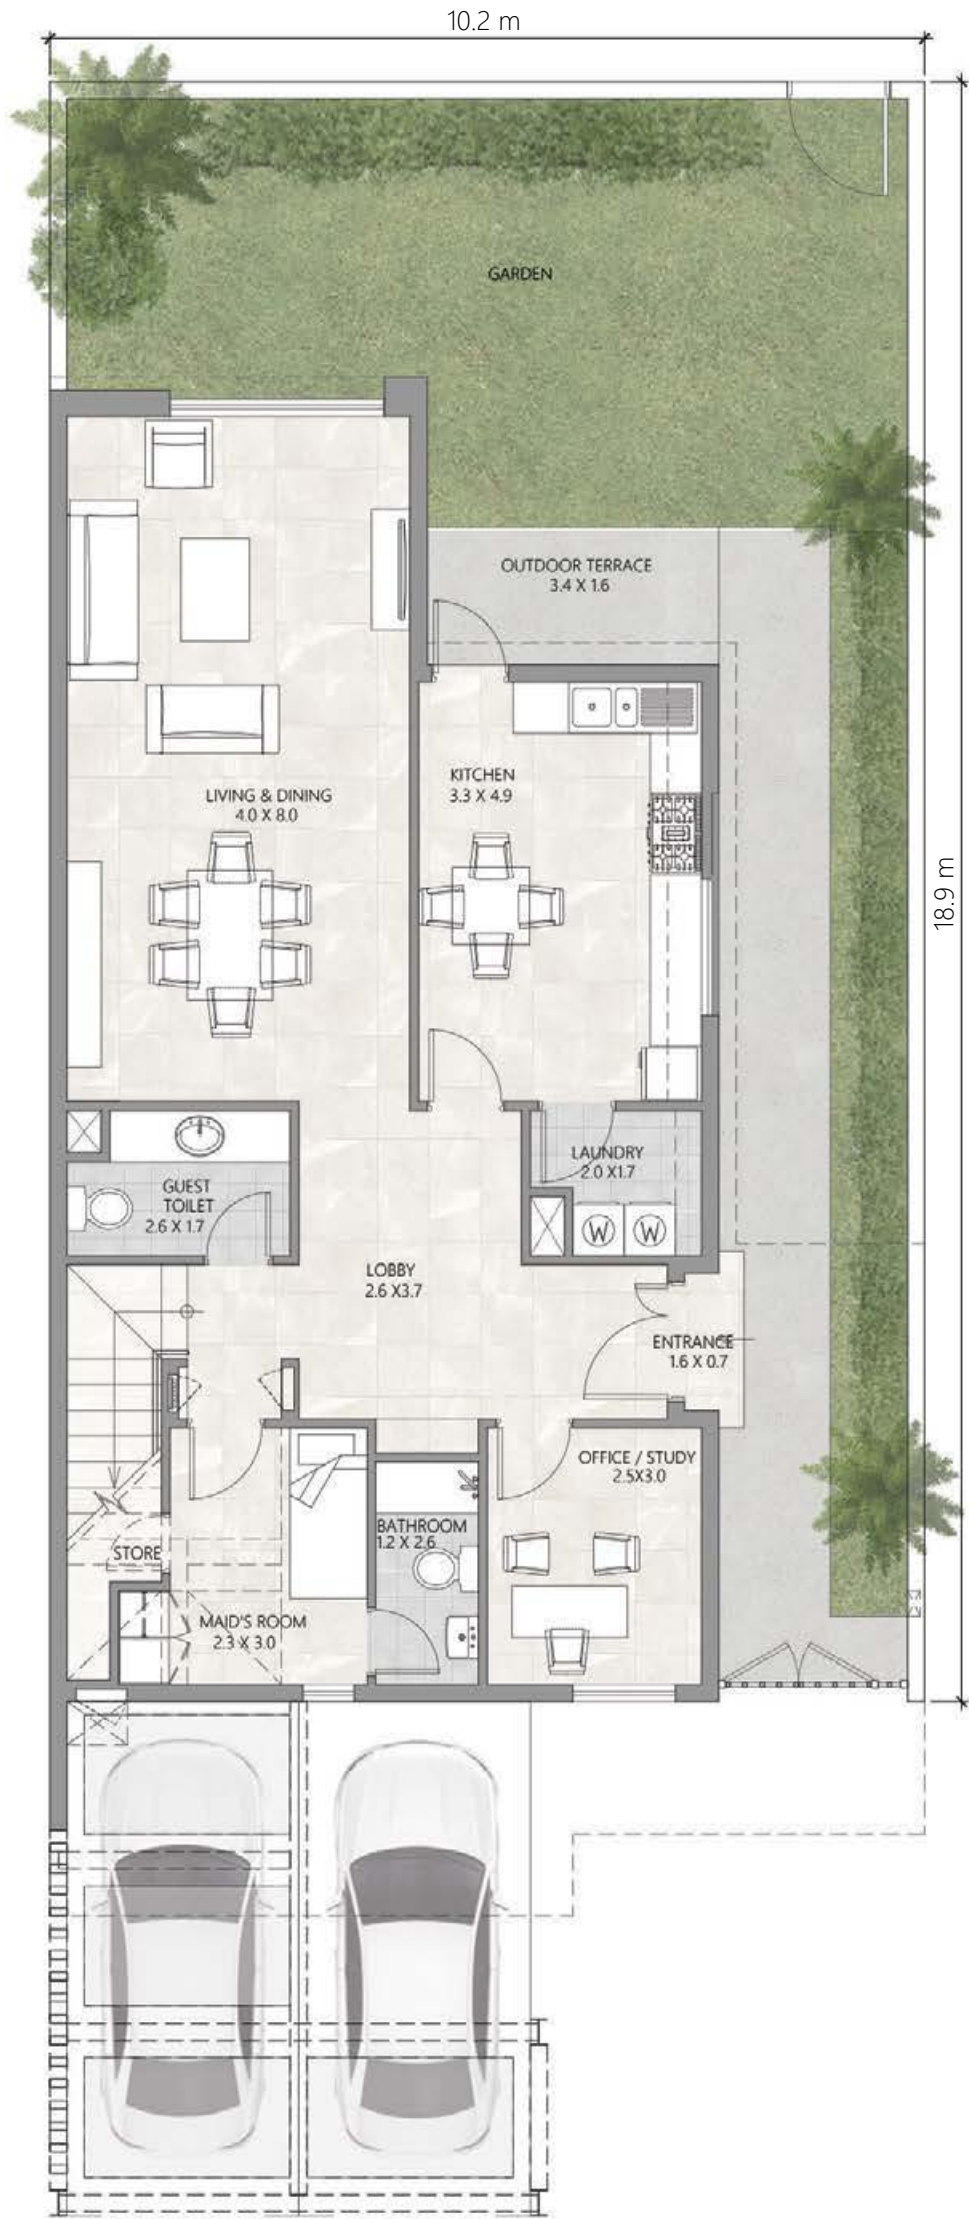 10.2 m
GARDEN
OUTDOOR TERRACE
3.4 X 1.6
KITCHEN
3.3 X 4.9
LIVING & DINING
4.0 X 8.0
18.9 m
LAUNDRY
2.0 X1.7
GUEST
TOILET
2.6 X 1.7
W W
LOBBY
2.6 X3.7
ENTRANCE
1.6 X 0.7
OFFICE / STUDY
2.5X3.0
BATHROOM
1.2 X 2.6
STORE
MAID'S ROOM
2.3 X 3.0